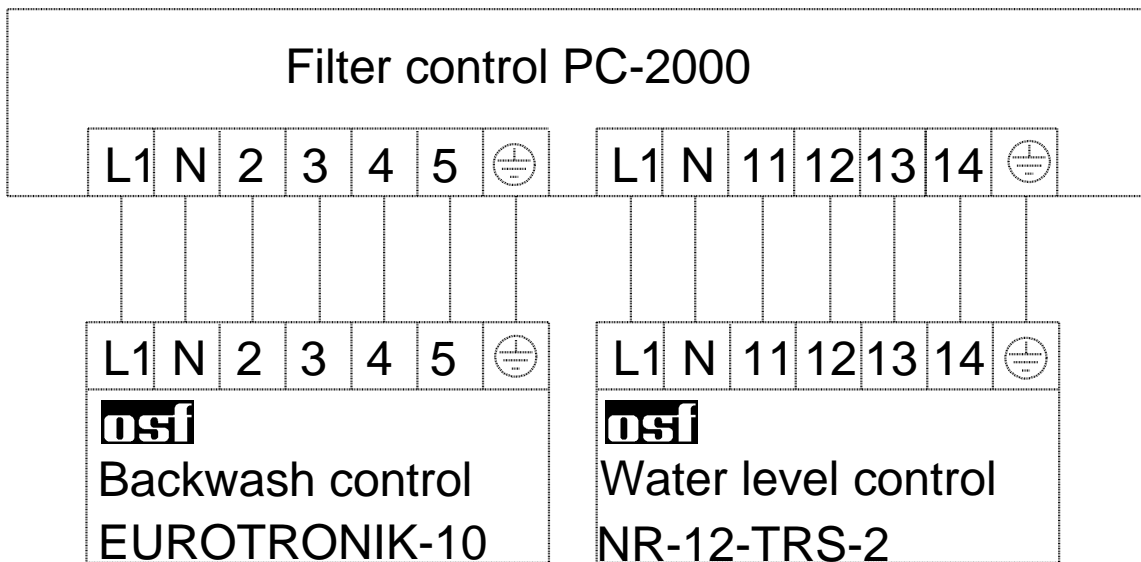 Filter control PC-2000
L1 N 2 3 4 5
L1 N 11 12 13 14
L1 N 2 3 4 5
L1 N 11 12 13 14
osf
Backwash control
EUROTRONIK-10
osf
Water level control
NR-12-TRS-2